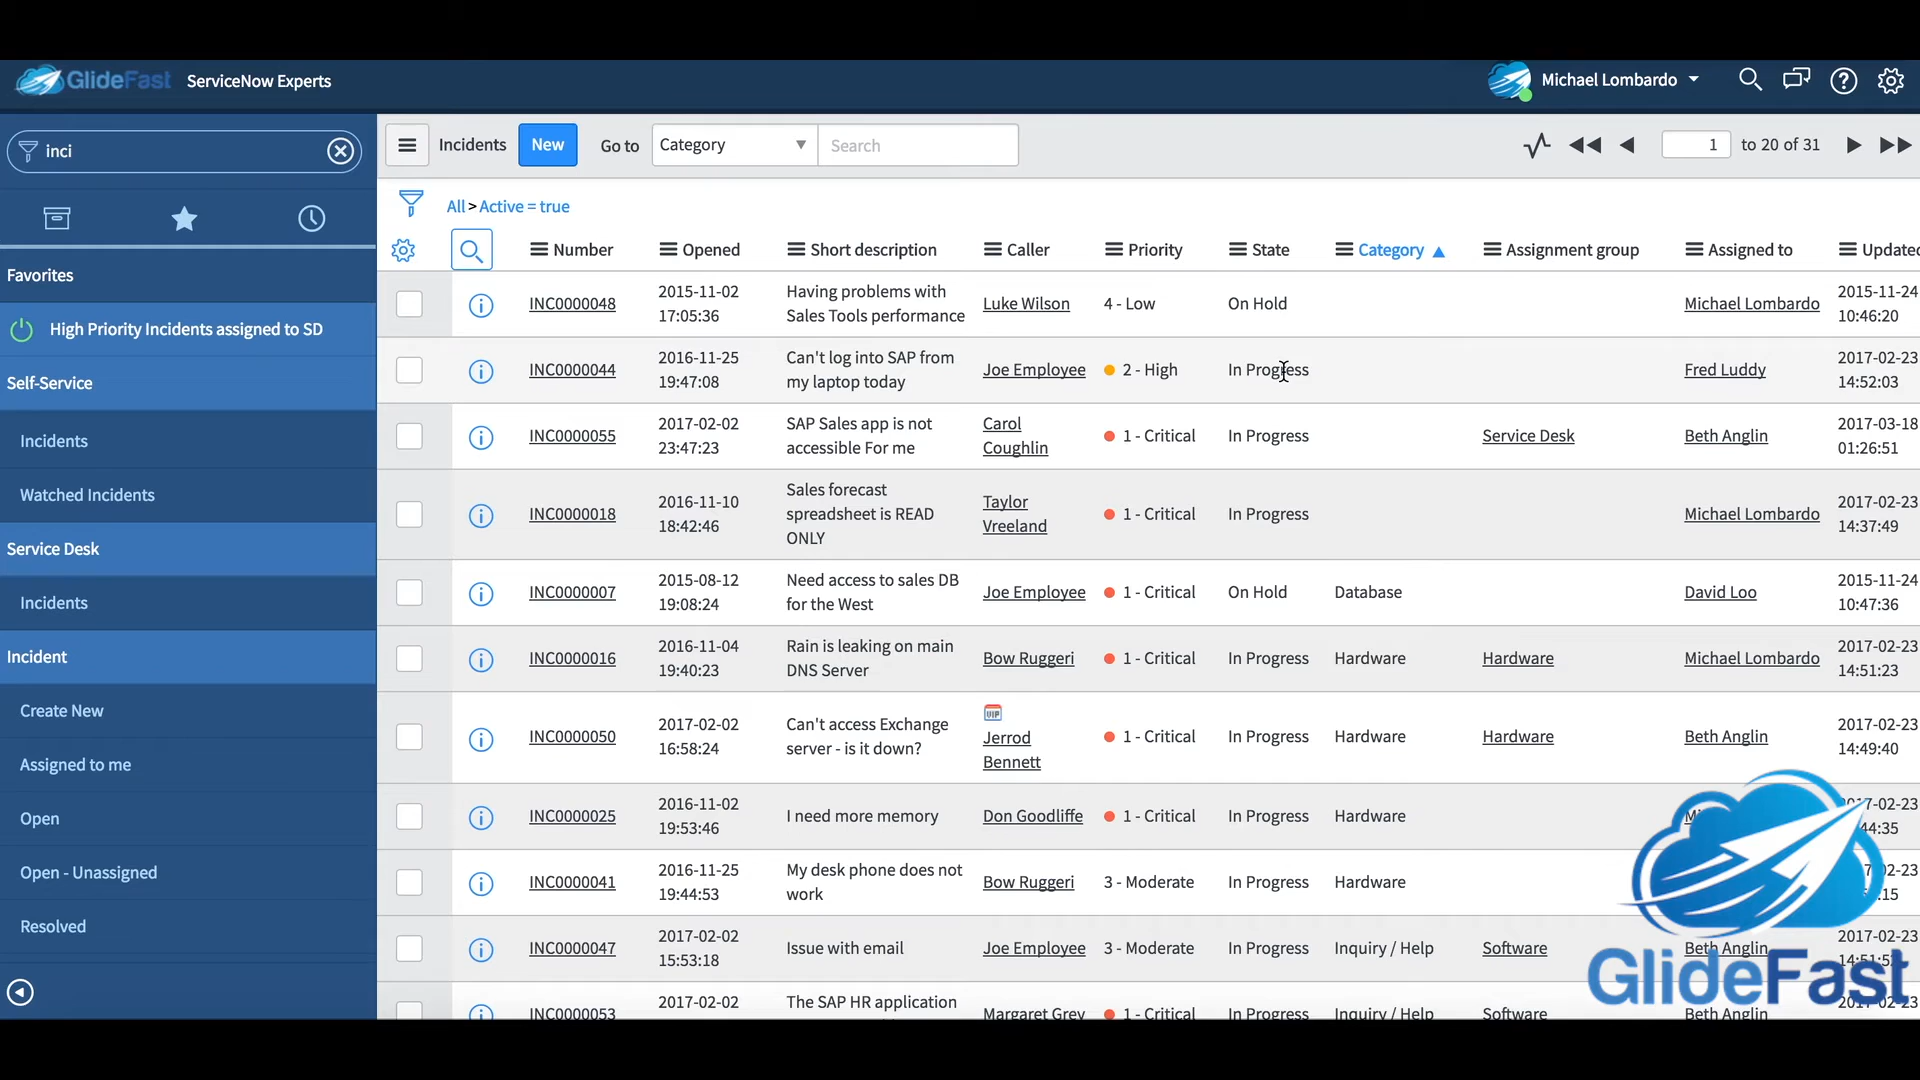 GlideFast ServiceNow Experts
Michael Lombardo
inci
Incidents New Go to Category Search 1 to 20 of 31
All > Active = true
Number Opened Short description Caller Priority State Category Assignment group Assigned to Updated
Favorites
High Priority Incidents assigned to SD
Self-Service
Incidents
Watched Incidents
Service Desk
Incidents
Incident
Create New
Assigned to me
Open
Open - Unassigned
Resolved
INC0000048 2015-11-02 17:05:36 Having problems with Sales Tools performance Luke Wilson 4 - Low On Hold Michael Lombardo 2015-11-24 10:46:20
INC0000044 2016-11-25 19:47:08 Can't log into SAP from my laptop today Joe Employee 2 - High In Progress Fred Luddy 2017-02-23 14:52:03
INC0000055 2017-02-02 23:47:23 SAP Sales app is not accessible For me Carol Coughlin 1 - Critical In Progress Service Desk Beth Anglin 2017-03-18 01:26:51
INC0000018 2016-11-10 18:42:46 Sales forecast spreadsheet is READ ONLY Taylor Vreeland 1 - Critical In Progress Michael Lombardo 2017-02-23 14:37:49
INC0000007 2015-08-12 19:08:24 Need access to sales DB for the West Joe Employee 1 - Critical On Hold Database David Loo 2015-11-24 10:47:36
INC0000016 2016-11-04 19:40:23 Rain is leaking on main DNS Server Bow Ruggeri 1 - Critical In Progress Hardware Hardware Michael Lombardo 2017-02-23 14:51:23
INC0000050 2017-02-02 16:58:24 Can't access Exchange server - is it down? VIP Jerrod Bennett 1 - Critical In Progress Hardware Hardware Beth Anglin 2017-02-23 14:49:40
INC0000025 2016-11-02 19:53:46 I need more memory Don Goodliffe 1 - Critical In Progress Hardware
INC0000041 2016-11-25 19:44:53 My desk phone does not work Bow Ruggeri 3 - Moderate In Progress Hardware
INC0000047 2017-02-02 15:53:18 Issue with email Joe Employee 3 - Moderate In Progress Inquiry / Help Software Beth Anglin 2017-02-23
INC0000053 2017-02-02 The SAP HR application Margaret Grey 1 - Critical In Progress Inquiry / Help Software Beth Anglin
GlideFast